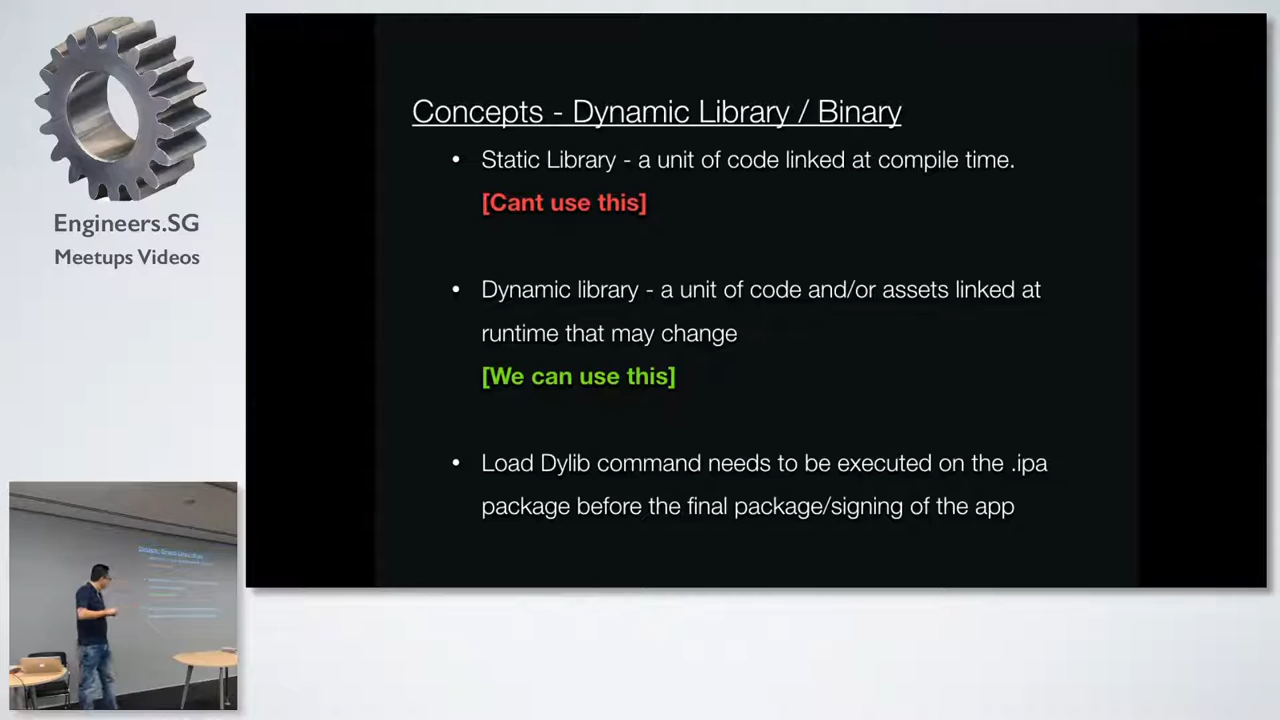 Engineers.SG
Meetups Videos
Concepts - Dynamic Library / Binary
• Static Library - a unit of code linked at compile time.
[Cant use this]
• Dynamic library - a unit of code and/or assets linked at
runtime that may change
[We can use this]
• Load Dylib command needs to be executed on the .ipa
package before the final package/signing of the app